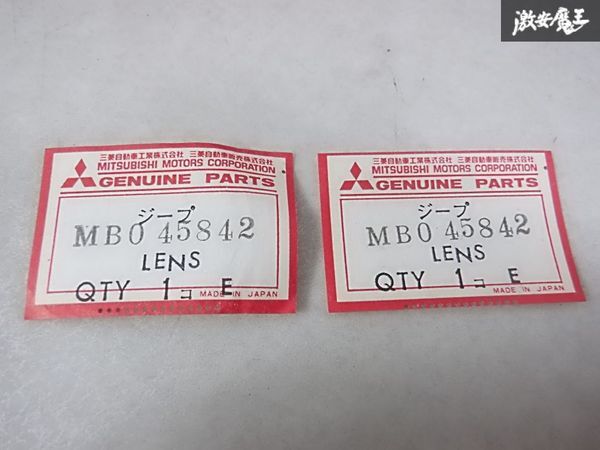 激安魔王
三菱自動車工業株式会社 三菱自動車販売株式会社
MITSUBISHI MOTORS CORPORATION
GENUINE PARTS
ジープ
MB045842
LENS
QTY 1コ E
MADE IN JAPAN
三菱自動車工業株式会社 三菱自動車販売株式会社
MITSUBISHI MOTORS CORPORATION
GENUINE PARTS
ジープ
MB045842
LENS
QTY 1コ E
MADE IN JAPAN